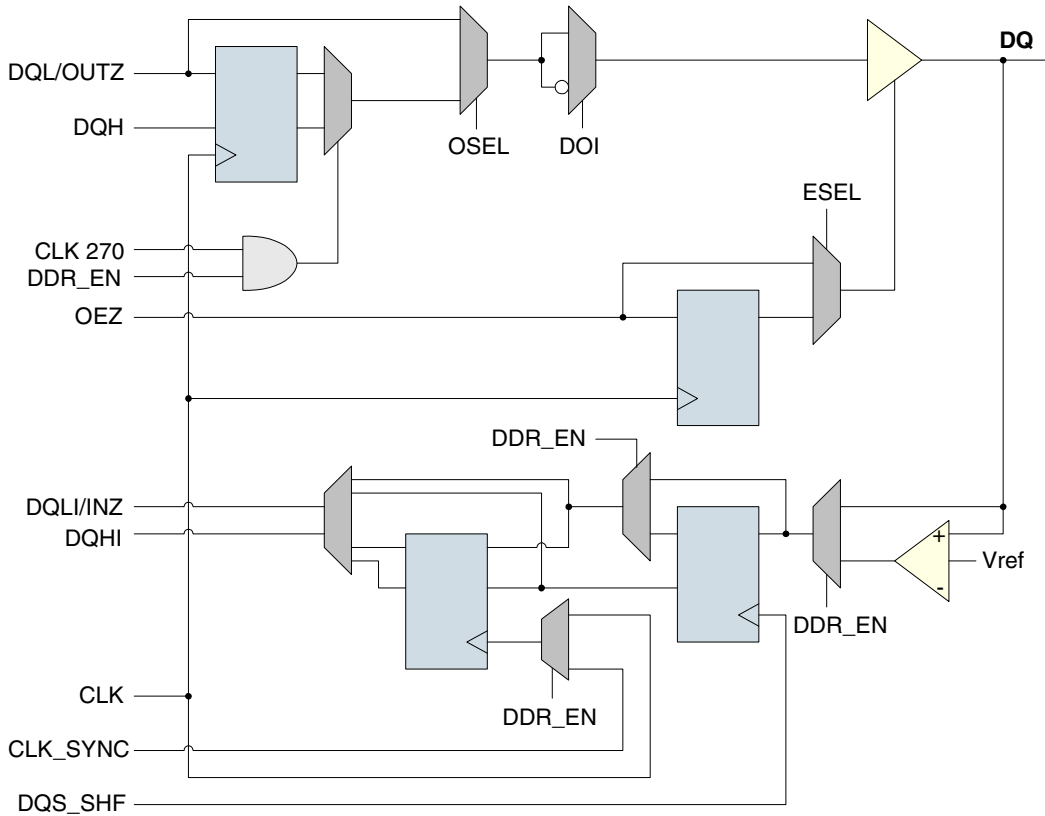 DQ
DQL/OUTZ
DQH
OSEL
DOI
ESEL
CLK 270
DDR_EN
OEZ
DDR_EN
DQLI/INZ
DQHI
+
Vref
-
DDR_EN
CLK
DDR_EN
CLK_SYNC
DQS_SHF